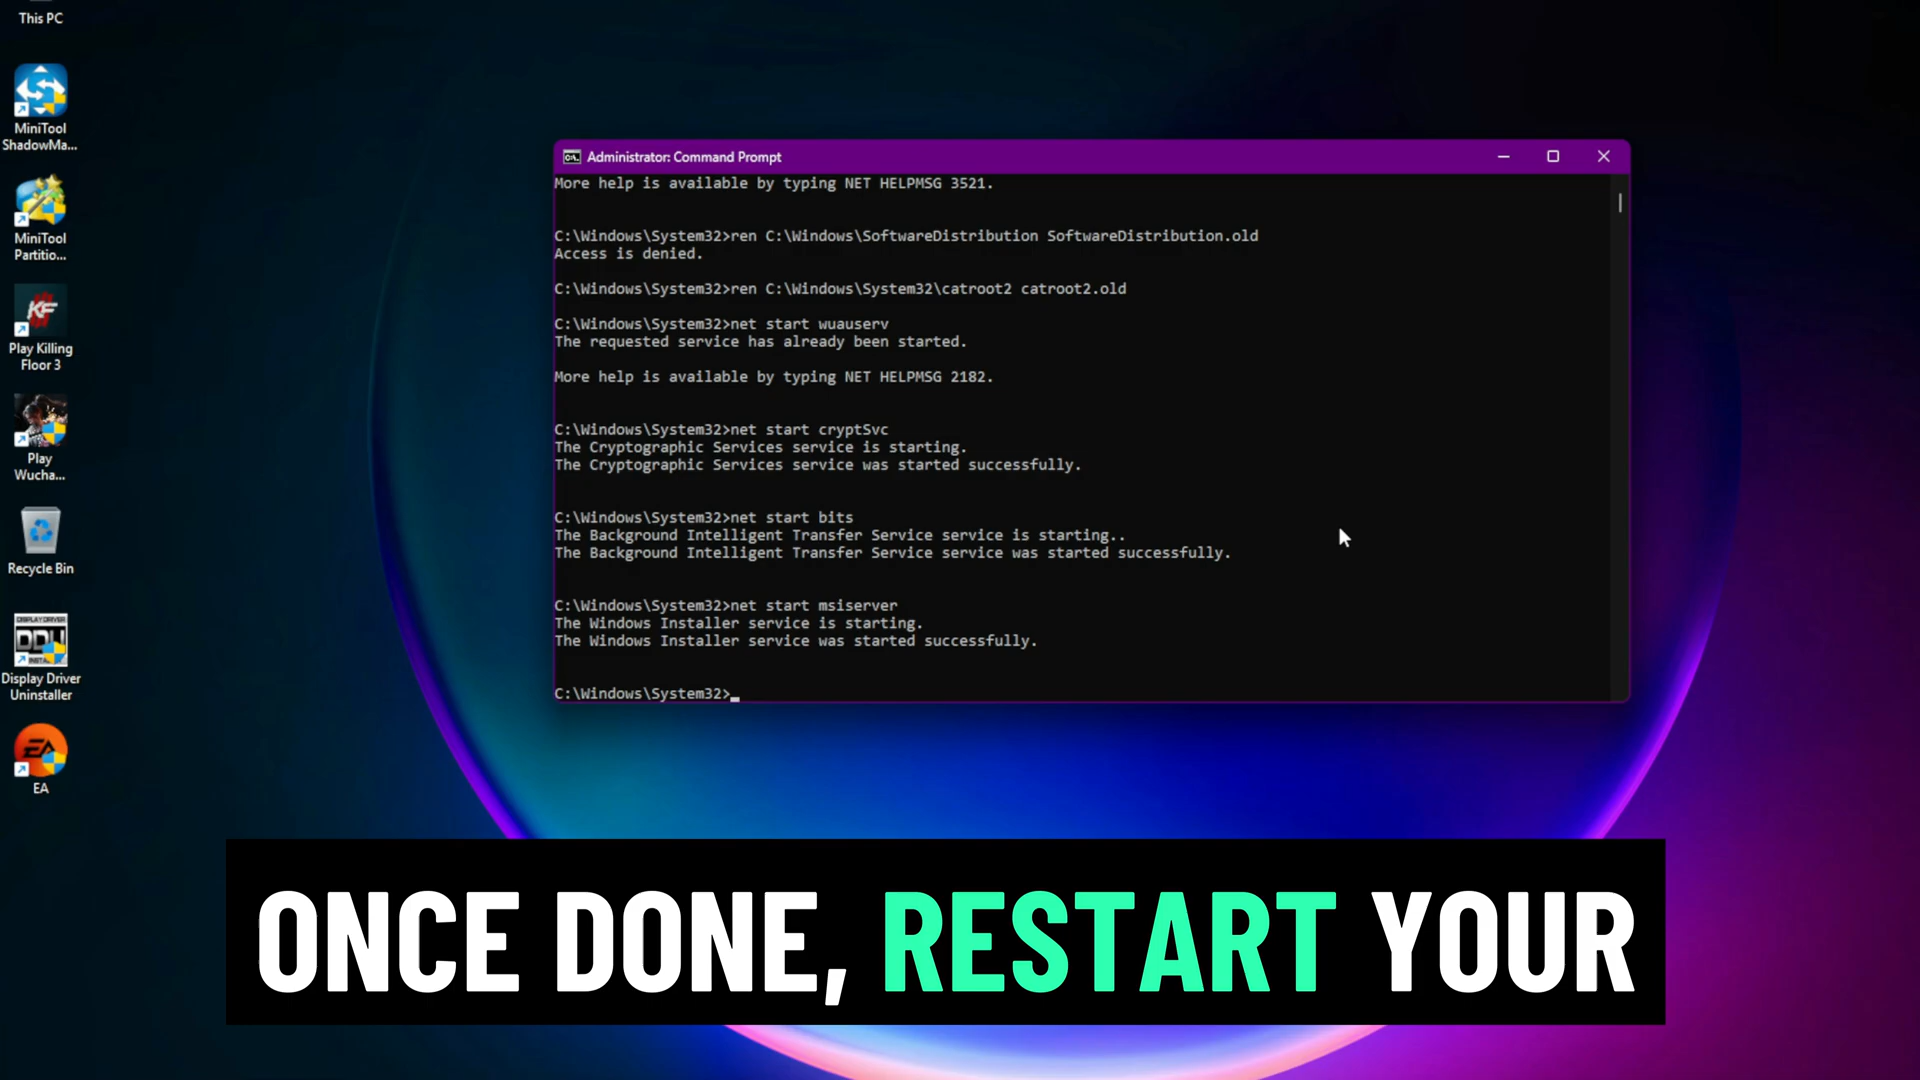 This PC
MiniTool
ShadowMa...
MiniTool
Partitio...
Play Killing
Floor 3
Play
Wucha...
Recycle Bin
DISPLAY DRIVER
DDU
Display Driver
Uninstaller
EA
EA
Administrator: Command Prompt
More help is available by typing NET HELPMSG 3521.
C:\Windows\System32>ren C:\Windows\SoftwareDistribution SoftwareDistribution.old
Access is denied.
C:\Windows\System32>ren C:\Windows\System32\catroot2 catroot2.old
C:\Windows\System32>net start wuauserv
The requested service has already been started.
More help is available by typing NET HELPMSG 2182.
C:\Windows\System32>net start cryptSvc
The Cryptographic Services service is starting.
The Cryptographic Services service was started successfully.
C:\Windows\System32>net start bits
The Background Intelligent Transfer Service service is starting..
The Background Intelligent Transfer Service service was started successfully.
C:\Windows\System32>net start msiserver
The Windows Installer service is starting.
The Windows Installer service was started successfully.
C:\Windows\System32>
ONCE DONE, RESTART YOUR